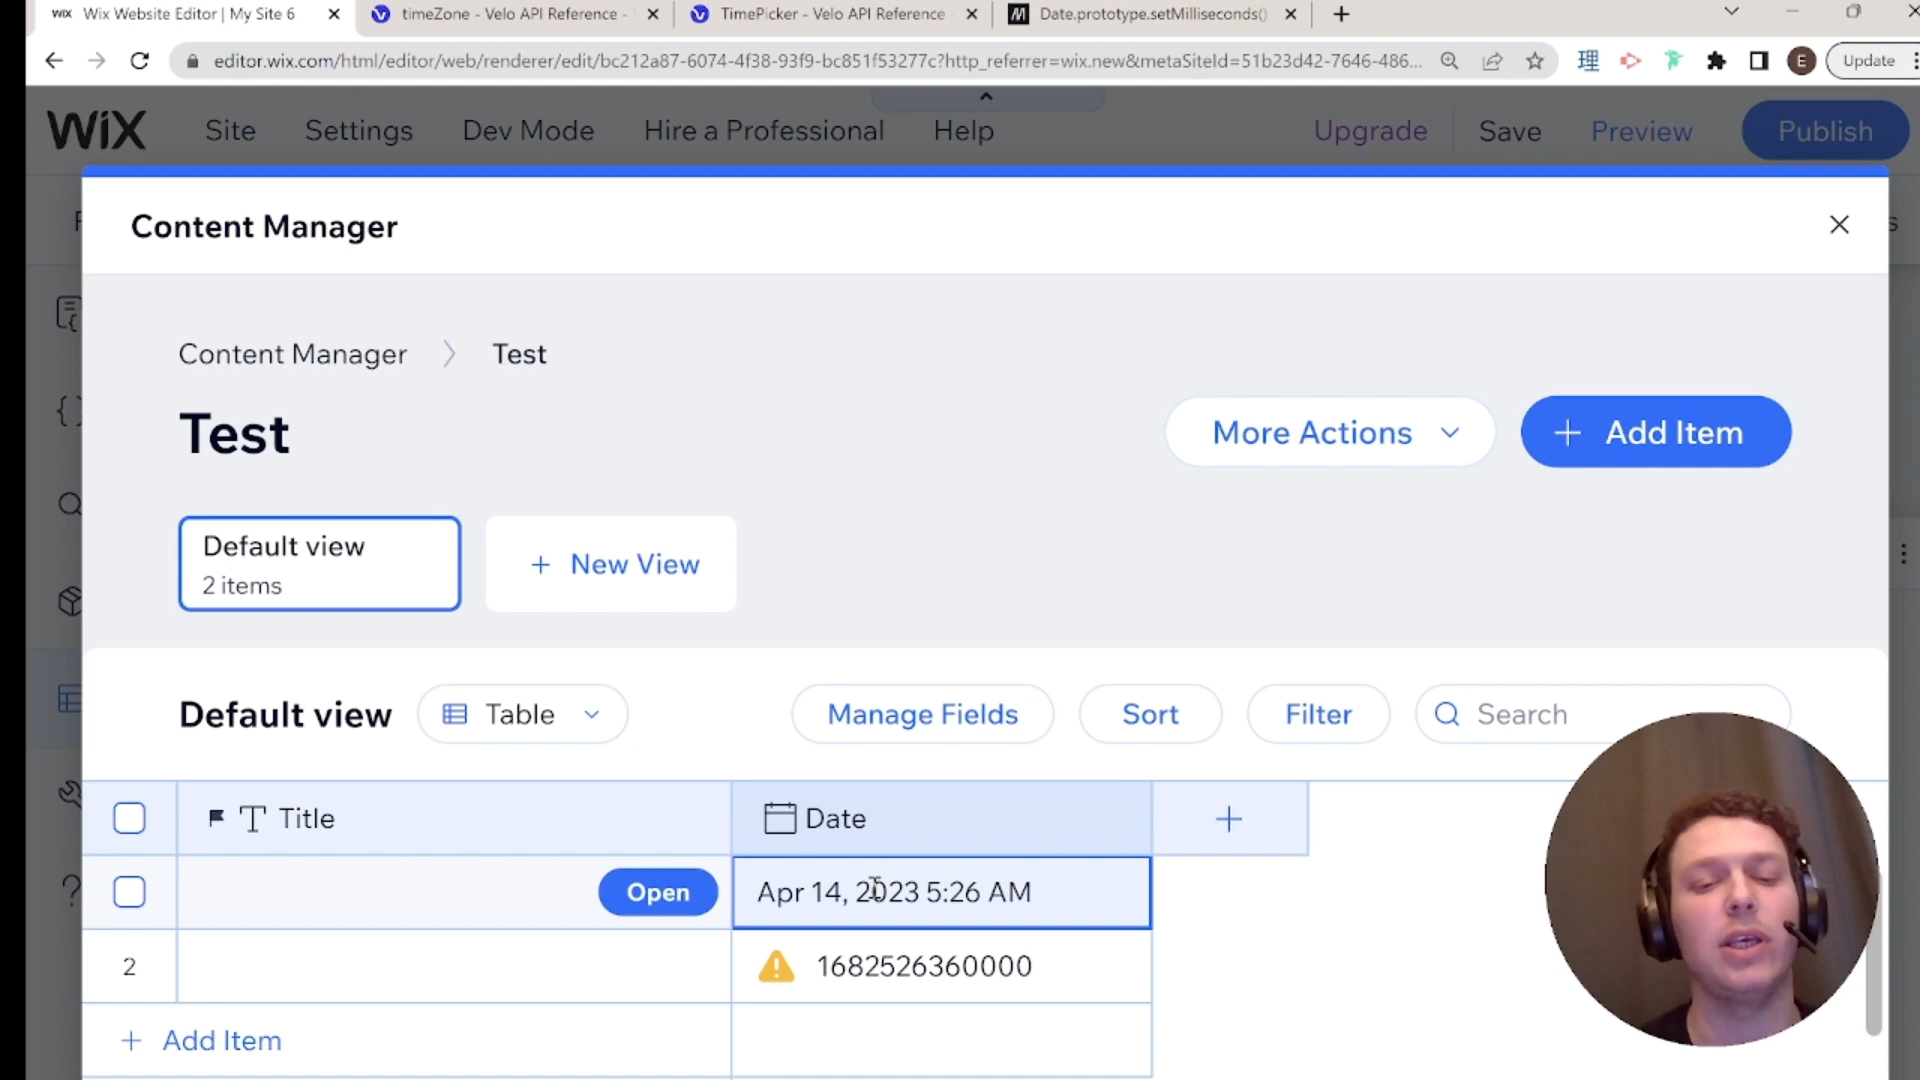 WiX Wix Website Editor | My Site 6
timeZone - Velo API Reference -
TimePicker - Velo API Reference
M Date.prototype.setMilliseconds()
editor.wix.com/html/editor/web/renderer/edit/bc212a87-6074-4f38-93f9-bc851f53277c?http_referrer=wix.new&metaSiteId=51b23d42-7646-486...
理
E
Update
WiX
Site
Settings
Dev Mode
Hire a Professional
Help
Upgrade
Save
Preview
Publish
Content Manager
Content Manager
Test
Test
More Actions
+ Add Item
Default view
2 items
+ New View
Default view
Table
Manage Fields
Sort
Filter
Search
T Title
Date
+
Open
Apr 14, 2023 5:26 AM
2
1682526360000
+ Add Item